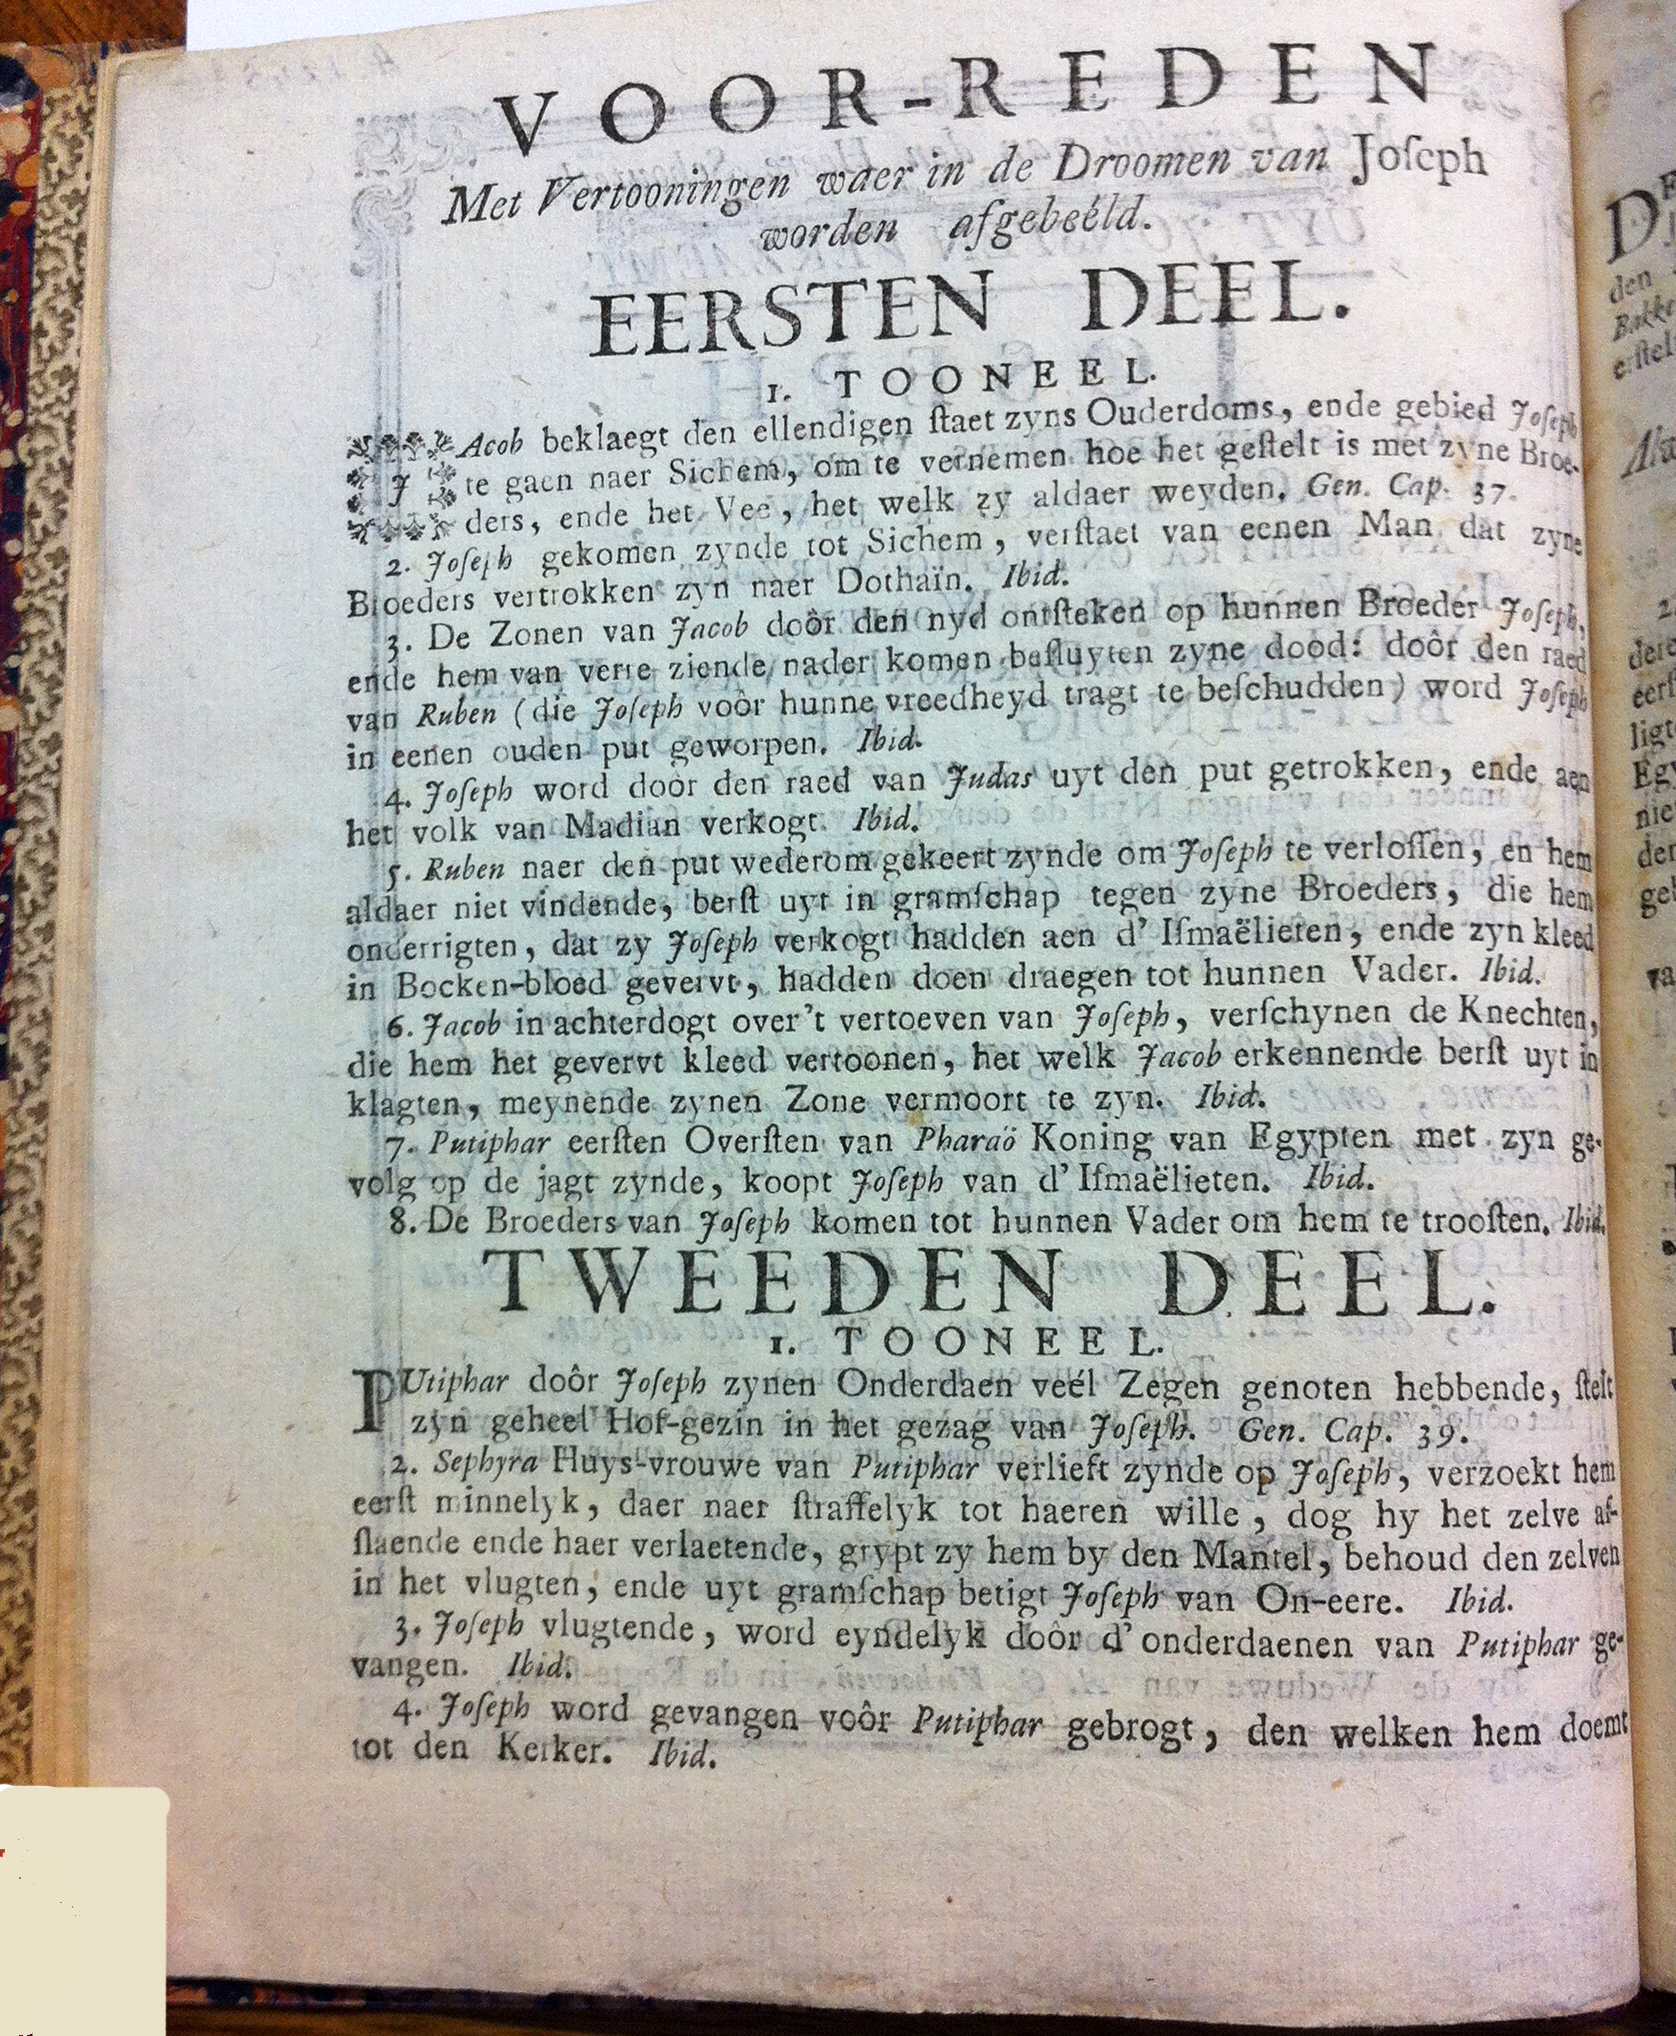 VOOR-REDEN
Met Vertooningen waer in de Droomen van Joſeph
worden afgebeéld.
EERSTEN DEEL.
1. TOONEEL.
JAcob beklaegt den ellendigen ſtaet zyns Ouderdoms, ende gebied Joſeph
te gaen naer Sichem, om te vernemen hoe het geſtelt is met zyne Broe-
ders, ende het Vee, het welk zy aldaer weyden. Gen. Cap. 37.
2. Joſeph gekomen zynde tot Sichem, verſtaet van eenen Man dat zyne
Broeders vertrokken zyn naer Dothaïn. Ibid.
3. De Zonen van Jacob doôr den nyd ontſteken op hunnen Broeder Joſeph,
ende hem van verre ziende nader komen beſluyten zyne dood: doôr den raed
van Ruben (die Joſeph voôr hunne vreedheyd tragt te beſchudden) word Joſeph
in eenen ouden put geworpen. Ibid.
4. Joſeph word door den raed van Judas uyt den put getrokken, ende aen
het volk van Madian verkogt. Ibid.
5. Ruben naer den put wederom gekeert zynde om Joſeph te verloſſen, en hem
aldaer niet vindende, berſt uyt in gramſchap tegen zyne Broeders, die hem
onderrigten, dat zy Joſeph verkogt hadden aen d' Iſmaëlieten, ende zyn kleed
in Bocken-bloed gevervt, hadden doen draegen tot hunnen Vader. Ibid.
6. Jacob in achterdogt over 't vertoeven van Joſeph, verſchynen de Knechten,
die hem het gevervt kleed vertoonen, het welk Jacob erkennende berſt uyt in
klagten, meynende zynen Zone vermoort te zyn. Ibid.
7. Putiphar eerſten Overſten van Pharaö Koning van Egypten met zyn ge-
volg op de jagt zynde, koopt Joſeph van d' Iſmaëlieten. Ibid.
8. De Broeders van Joſeph komen tot hunnen Vader om hem te trooſten. Ibid.
TWEEDEN DEEL.
1. TOONEEL.
PUtiphar doôr Joſeph zynen Onderdaen veél Zegen genoten hebbende, ſtelt
zyn geheel Hof-gezin in het gezag van Joſeph. Gen. Cap. 39.
2. Sephyra Huys-vrouwe van Putiphar verlieft zynde op Joſeph, verzoekt hem
eerſt minnelyk, daer naer ſtraffelyk tot haeren wille, dog hy het zelve af-
ſlaende ende haer verlaetende, grypt zy hem by den Mantel, behoud den zelven
in het vlugten, ende uyt gramſchap betigt Joſeph van On-eere. Ibid.
3. Joſeph vlugtende, word eyndelyk doôr d' onderdaenen van Putiphar ge-
vangen. Ibid.
4. Joſeph word gevangen voôr Putiphar gebrogt, den welken hem doemt
tot den Kerker. Ibid.